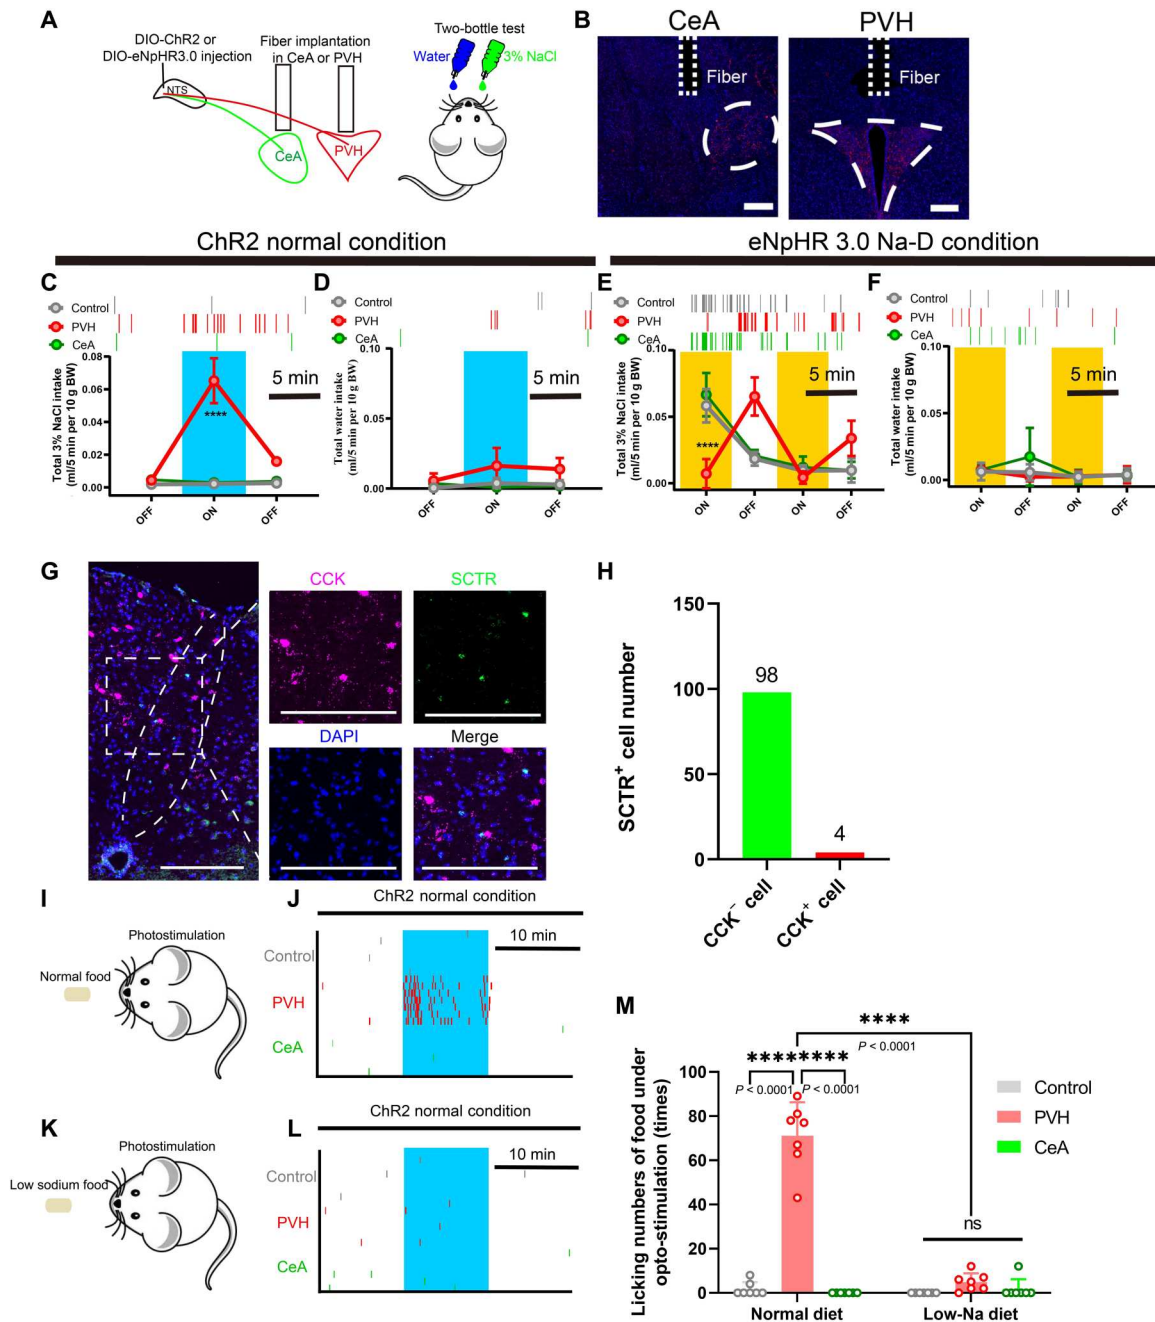 A
DIO-ChR2 or
DIO-eNpHR3.0 injection
Fiber implantation
in CeA or PVH
NTS
CeA
PVH
Two-bottle test
Water
3% NaCl
B
CeA
PVH
Fiber
Fiber
ChR2 normal condition
eNpHR 3.0 Na-D condition
C
Control
PVH
CeA
Total 3% NaCl intake
(ml/5 min per 10 g BW)
0.08
0.06
0.04
0.02
0.00
5 min
****
OFF
ON
OFF
D
Control
PVH
CeA
Total water intake
(ml/5 min per 10 g BW)
0.10
0.05
0.00
5 min
OFF
ON
OFF
E
Control
PVH
CeA
Total 3% NaCl intake
(ml/5 min per 10 g BW)
0.10
0.05
0.00
5 min
****
ON
OFF
ON
OFF
F
Control
PVH
CeA
Total water intake
(ml/5 min per 10 g BW)
0.10
0.05
0.00
5 min
ON
OFF
ON
OFF
G
CCK
SCTR
DAPI
Merge
H
SCTR+ cell number
150
100
50
0
98
4
CCK− cell
CCK+ cell
I
Photostimulation
Normal food
J
ChR2 normal condition
10 min
Control
PVH
CeA
K
Photostimulation
Low sodium food
L
ChR2 normal condition
10 min
Control
PVH
CeA
M
Licking numbers of food under
opto-stimulation (times)
100
80
60
40
20
0
****
P < 0.0001
********
P < 0.0001
P < 0.0001
ns
Control
PVH
CeA
Normal diet
Low-Na diet